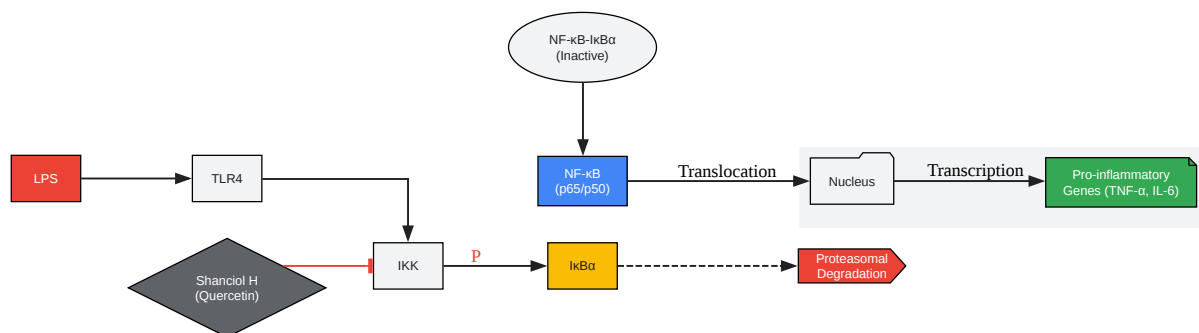 NF-κB-IκBα
(Inactive)
LPS
TLR4
NF-κB
(p65/p50)
Translocation
Nucleus
Transcription
Pro-inflammatory
Genes (TNF-α, IL-6)
Shanciol H
(Quercetin)
IKK
P
IκBα
Proteasomal
Degradation